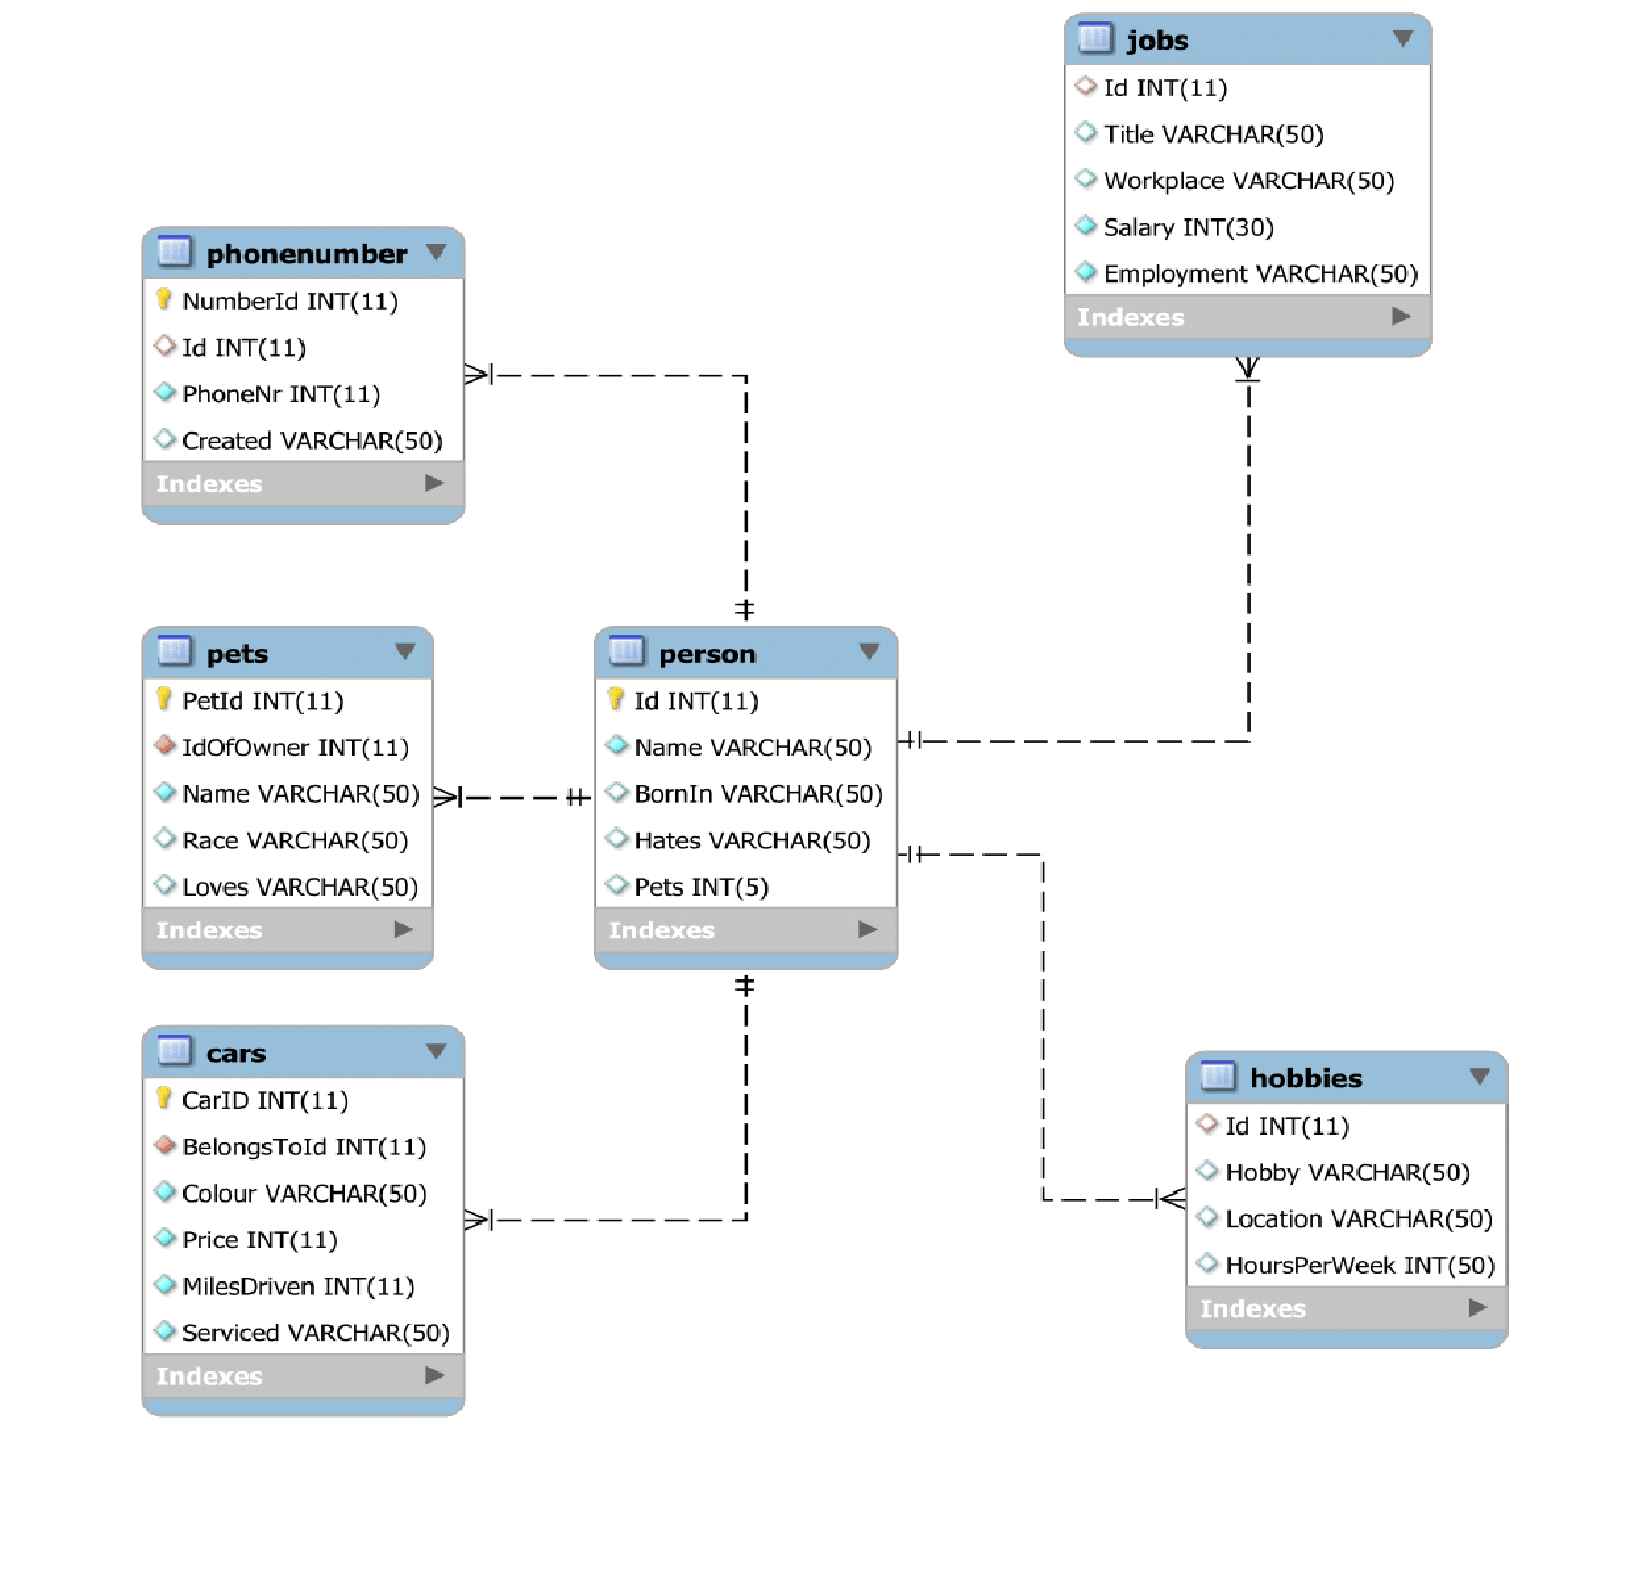 jobs
Id INT(11)
Title VARCHAR(50)
Workplace VARCHAR(50)
Salary INT(30)
Employment VARCHAR(50)
Indexes
phonenumber
NumberId INT(11)
Id INT(11)
PhoneNr INT(11)
Created VARCHAR(50)
Indexes
pets
PetId INT(11)
IdOfOwner INT(11)
Name VARCHAR(50)
Race VARCHAR(50)
Loves VARCHAR(50)
Indexes
person
Id INT(11)
Name VARCHAR(50)
BornIn VARCHAR(50)
Hates VARCHAR(50)
Pets INT(5)
Indexes
cars
CarID INT(11)
BelongsToId INT(11)
Colour VARCHAR(50)
Price INT(11)
MilesDriven INT(11)
Serviced VARCHAR(50)
Indexes
hobbies
Id INT(11)
Hobby VARCHAR(50)
Location VARCHAR(50)
HoursPerWeek INT(50)
Indexes